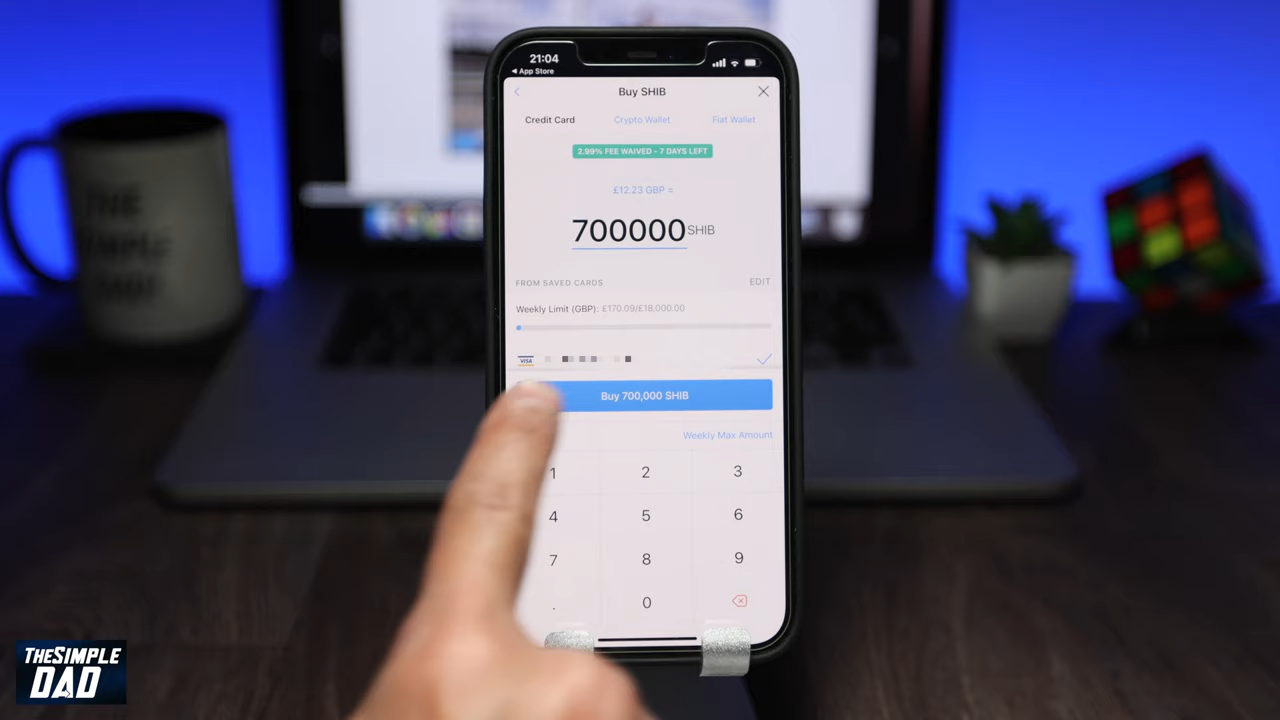 21:04
App Store
Buy SHIB
Credit Card Crypto Wallet Fiat Wallet
2.99% FEE WAIVED - 7 DAYS LEFT
£12.23 GBP =
700000 SHIB
FROM SAVED CARDS EDIT
Weekly Limit (GBP): £170.09/£18,000.00
VISA
Buy 700,000 SHIB
Weekly Max Amount
1 2 3
4 5 6
7 8 9
. 0
THE
SIMPLE
DAD
THESIMPLE
DAD